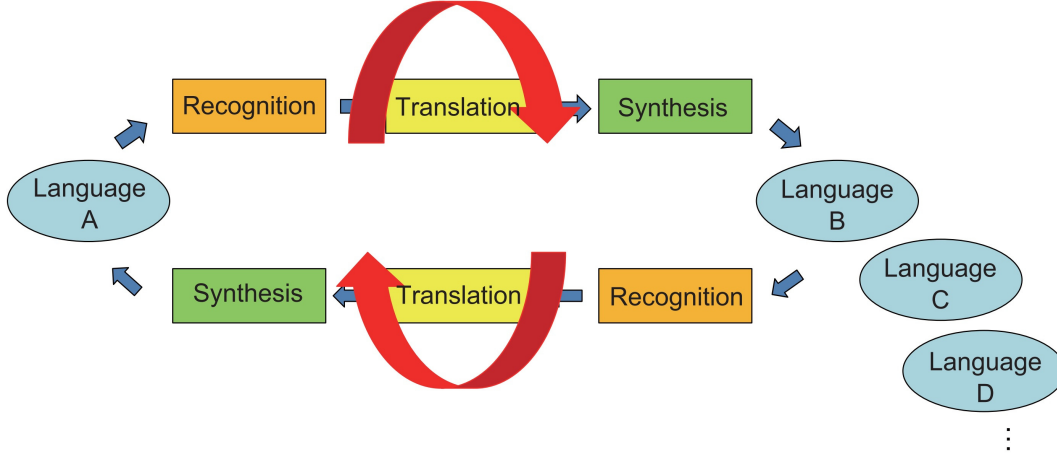 Recognition
Translation
Synthesis
Language
A
Language
B
Synthesis
Translation
Recognition
Language
C
Language
D
⋮